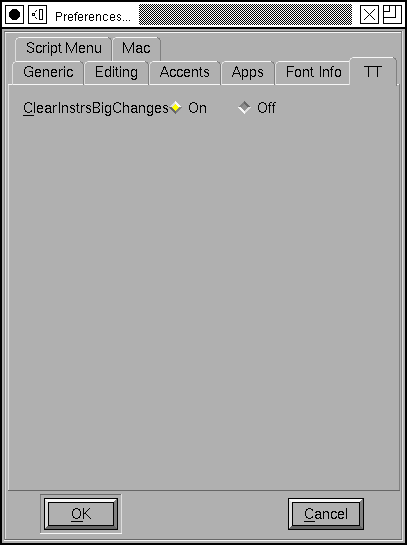 Preferences...
Script Menu Mac
Generic Editing Accents Apps Font Info TT
ClearInstrsBigChanges On Off
OK Cancel